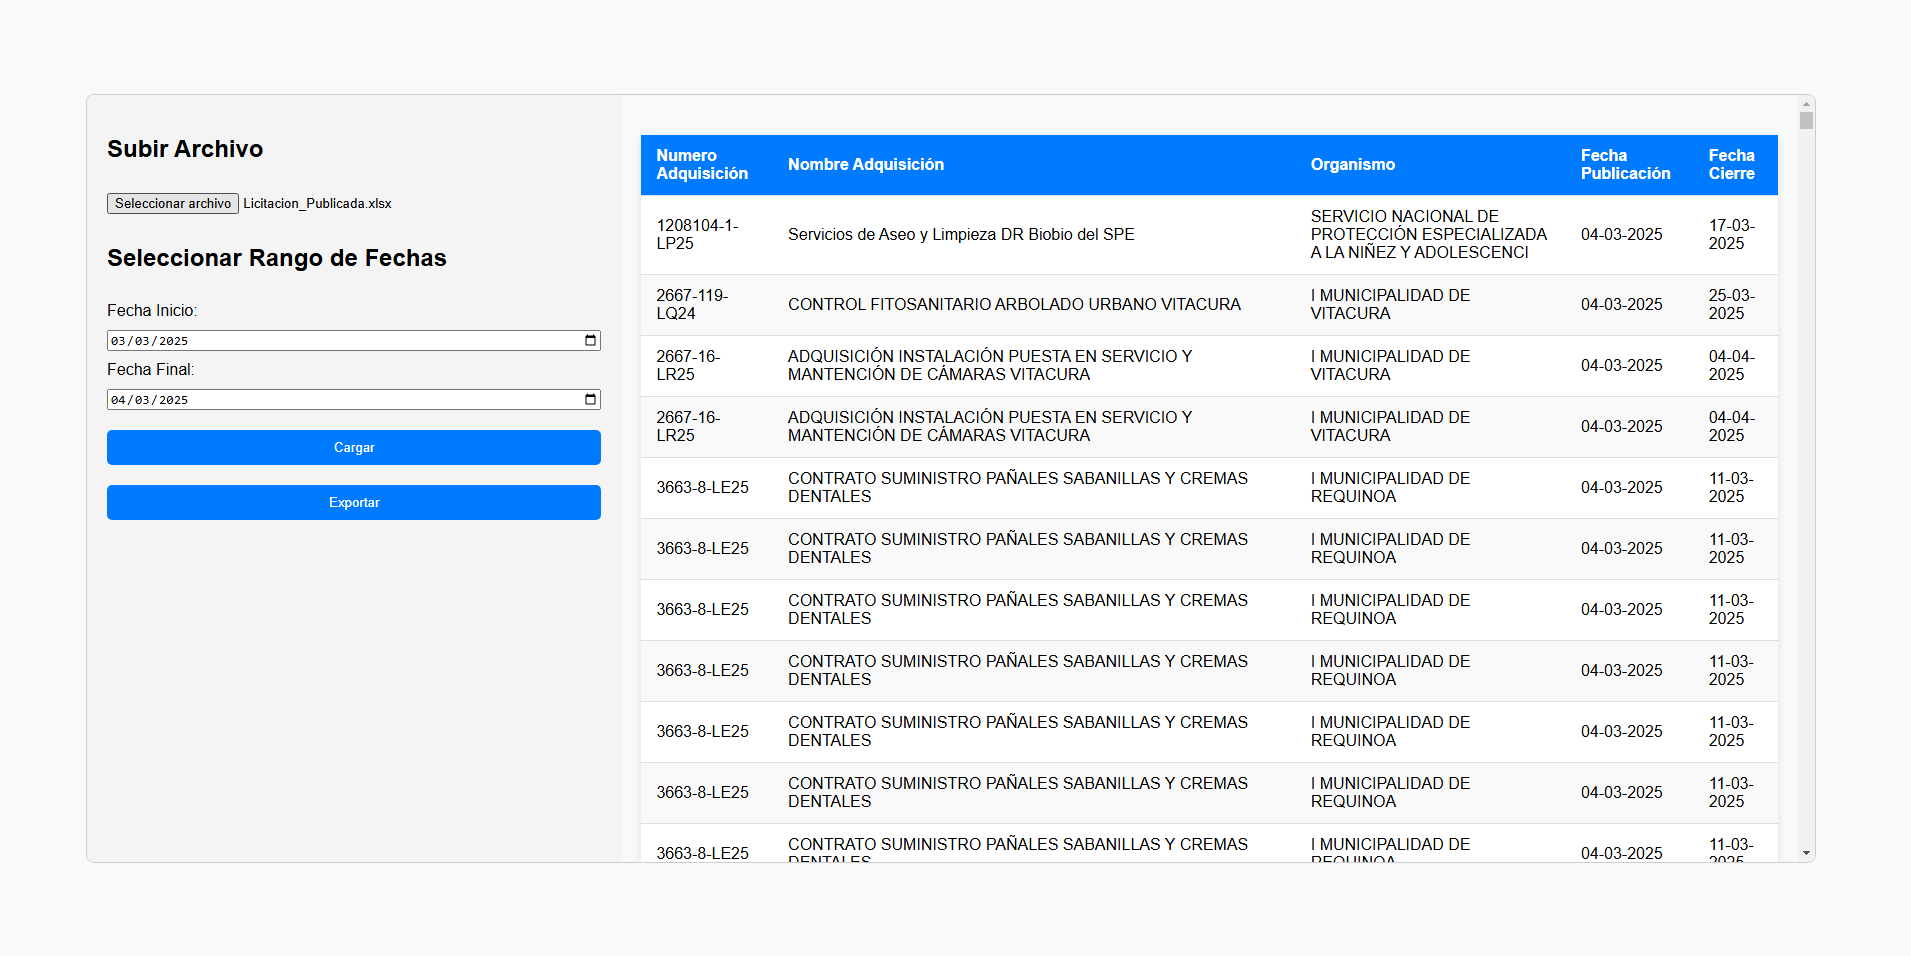 Subir Archivo
Seleccionar archivo Licitacion_Publicada.xlsx
Seleccionar Rango de Fechas
Fecha Inicio:
03/03/2025
Fecha Final:
04/03/2025
Cargar
Exportar
Numero Adquisición Nombre Adquisición Organismo Fecha Publicación Fecha Cierre
1208104-1-LP25 Servicios de Aseo y Limpieza DR Biobio del SPE SERVICIO NACIONAL DE PROTECCIÓN ESPECIALIZADA A LA NIÑEZ Y ADOLESCENCI 04-03-2025 17-03-2025
2667-119-LQ24 CONTROL FITOSANITARIO ARBOLADO URBANO VITACURA I MUNICIPALIDAD DE VITACURA 04-03-2025 25-03-2025
2667-16-LR25 ADQUISICIÓN INSTALACIÓN PUESTA EN SERVICIO Y MANTENCIÓN DE CÁMARAS VITACURA I MUNICIPALIDAD DE VITACURA 04-03-2025 04-04-2025
2667-16-LR25 ADQUISICIÓN INSTALACIÓN PUESTA EN SERVICIO Y MANTENCIÓN DE CÁMARAS VITACURA I MUNICIPALIDAD DE VITACURA 04-03-2025 04-04-2025
3663-8-LE25 CONTRATO SUMINISTRO PAÑALES SABANILLAS Y CREMAS DENTALES I MUNICIPALIDAD DE REQUINOA 04-03-2025 11-03-2025
3663-8-LE25 CONTRATO SUMINISTRO PAÑALES SABANILLAS Y CREMAS DENTALES I MUNICIPALIDAD DE REQUINOA 04-03-2025 11-03-2025
3663-8-LE25 CONTRATO SUMINISTRO PAÑALES SABANILLAS Y CREMAS DENTALES I MUNICIPALIDAD DE REQUINOA 04-03-2025 11-03-2025
3663-8-LE25 CONTRATO SUMINISTRO PAÑALES SABANILLAS Y CREMAS DENTALES I MUNICIPALIDAD DE REQUINOA 04-03-2025 11-03-2025
3663-8-LE25 CONTRATO SUMINISTRO PAÑALES SABANILLAS Y CREMAS DENTALES I MUNICIPALIDAD DE REQUINOA 04-03-2025 11-03-2025
3663-8-LE25 CONTRATO SUMINISTRO PAÑALES SABANILLAS Y CREMAS DENTALES I MUNICIPALIDAD DE REQUINOA 04-03-2025 11-03-2025
3663-8-LE25 CONTRATO SUMINISTRO PAÑALES SABANILLAS Y CREMAS DENTALES I MUNICIPALIDAD DE REQUINOA 04-03-2025 11-03-2025